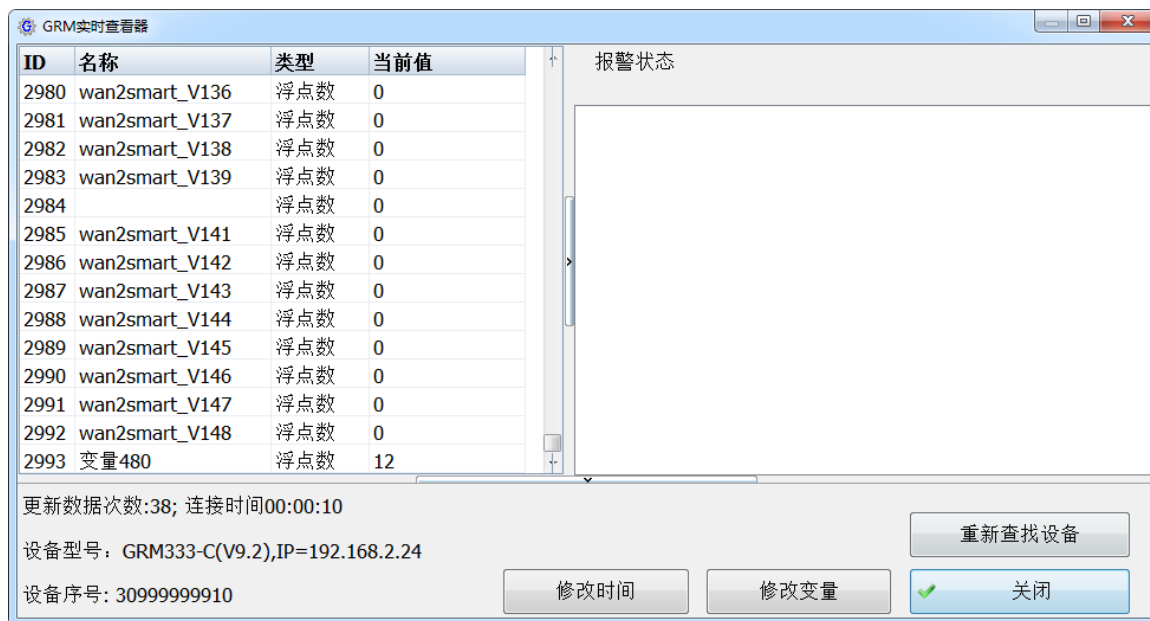 GRM实时查看器
ID 名称 类型 当前值
2980 wan2smart_V136 浮点数 0
2981 wan2smart_V137 浮点数 0
2982 wan2smart_V138 浮点数 0
2983 wan2smart_V139 浮点数 0
2984 浮点数 0
2985 wan2smart_V141 浮点数 0
2986 wan2smart_V142 浮点数 0
2987 wan2smart_V143 浮点数 0
2988 wan2smart_V144 浮点数 0
2989 wan2smart_V145 浮点数 0
2990 wan2smart_V146 浮点数 0
2991 wan2smart_V147 浮点数 0
2992 wan2smart_V148 浮点数 0
2993 变量480 浮点数 12
报警状态
更新数据次数:38; 连接时间00:00:10
设备型号：GRM333-C(V9.2),IP=192.168.2.24
设备序号: 30999999910
重新查找设备
修改时间
修改变量
关闭